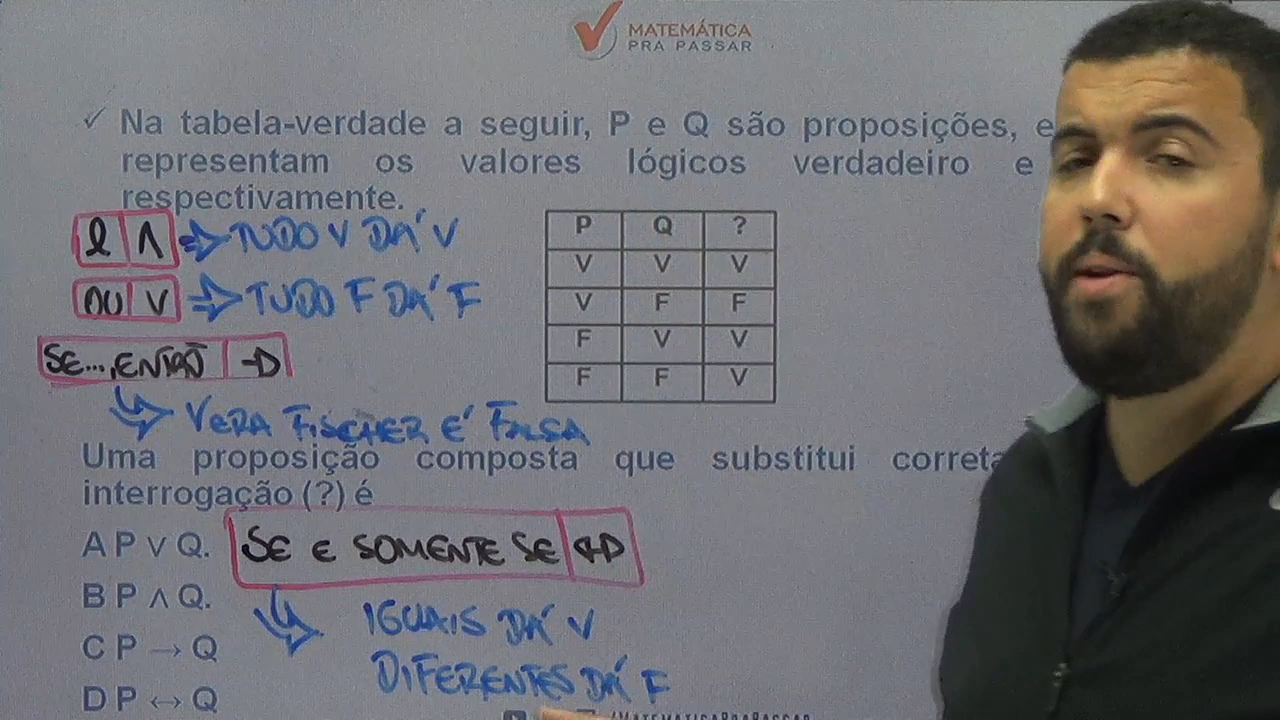 MATEMÁTICA
PRA PASSAR
✓ Na tabela-verdade a seguir, P e Q são proposições, e
representam os valores lógicos verdadeiro e
respectivamente.
e ∧ ⇒ TUDO V DÁ V
OU V ⇒ TUDO F DÁ F
SE..., ENTÃO →
VERA FISCHER É FALSA
P Q ?
V V V
V F F
F V V
F F V
Uma proposição composta que substitui
interrogação (?) é
A P ∨ Q.
SE E SOMENTE SE ↔
B P ∧ Q.
IGUAIS DÁ V
C P → Q
DIFERENTES DÁ F
D P ↔ Q